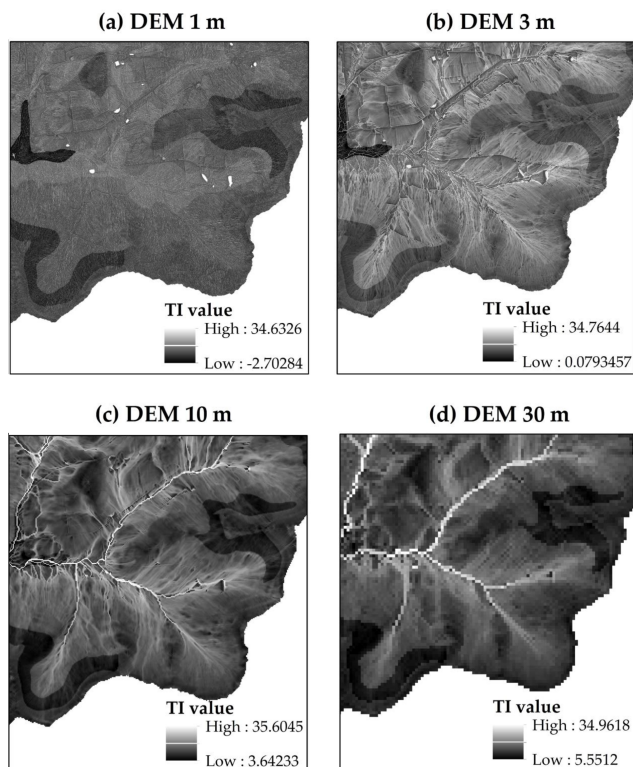 (a) DEM 1 m
TI value
High : 34.6326
Low : -2.70284
(b) DEM 3 m
TI value
High : 34.7644
Low : 0.0793457
(c) DEM 10 m
TI value
High : 35.6045
Low : 3.64233
(d) DEM 30 m
TI value
High : 34.9618
Low : 5.5512